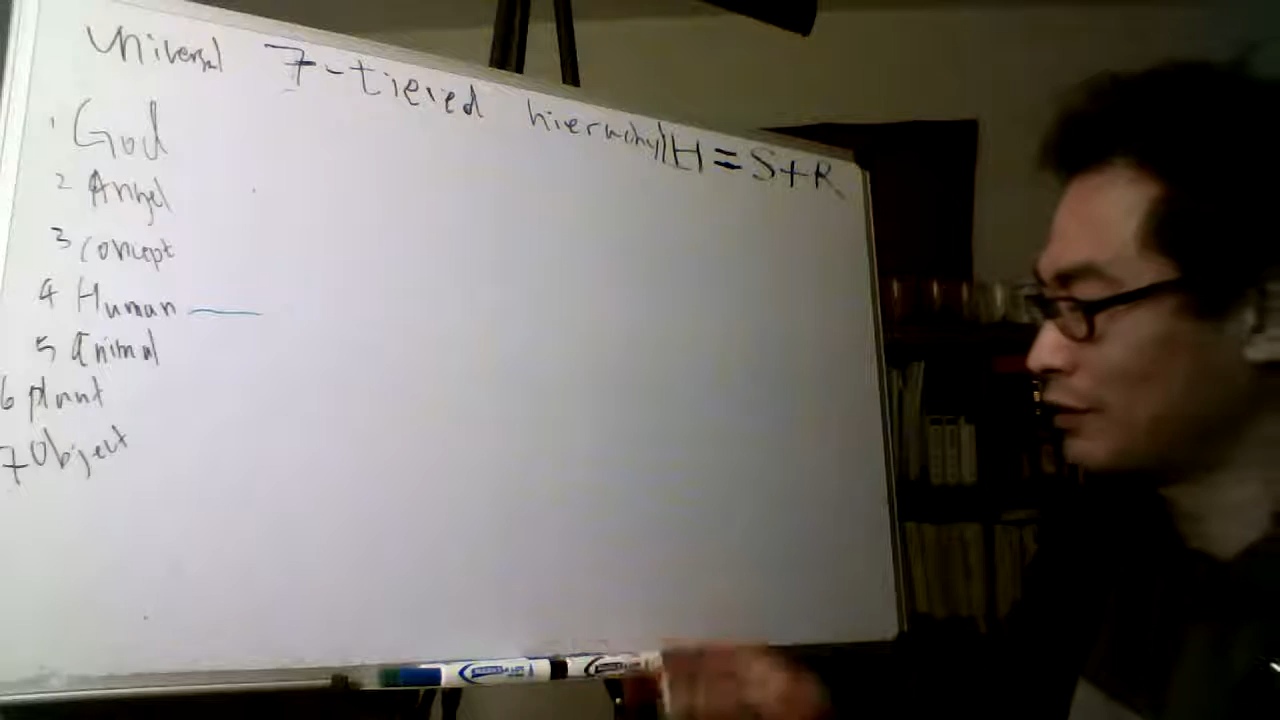 Universal 7-tiered hierarchy H = S+R
1 God
2 Angel
3 Concept
4 Human —
5 Animal
6 Plant
7 Object